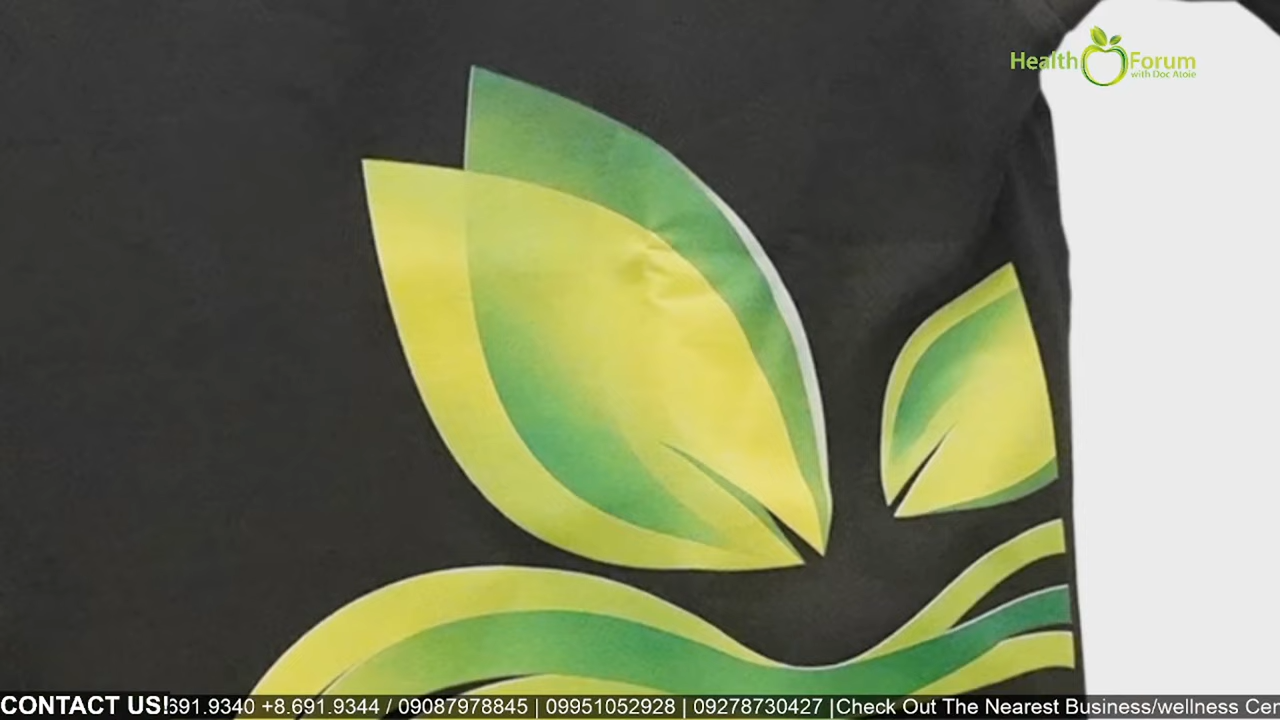 Health Forum
with Doc Atoie
CONTACT US! 691.9340 +8.691.9344 / 09087978845 | 09951052928 | 09278730427 |Check Out The Nearest Business/wellness Cer